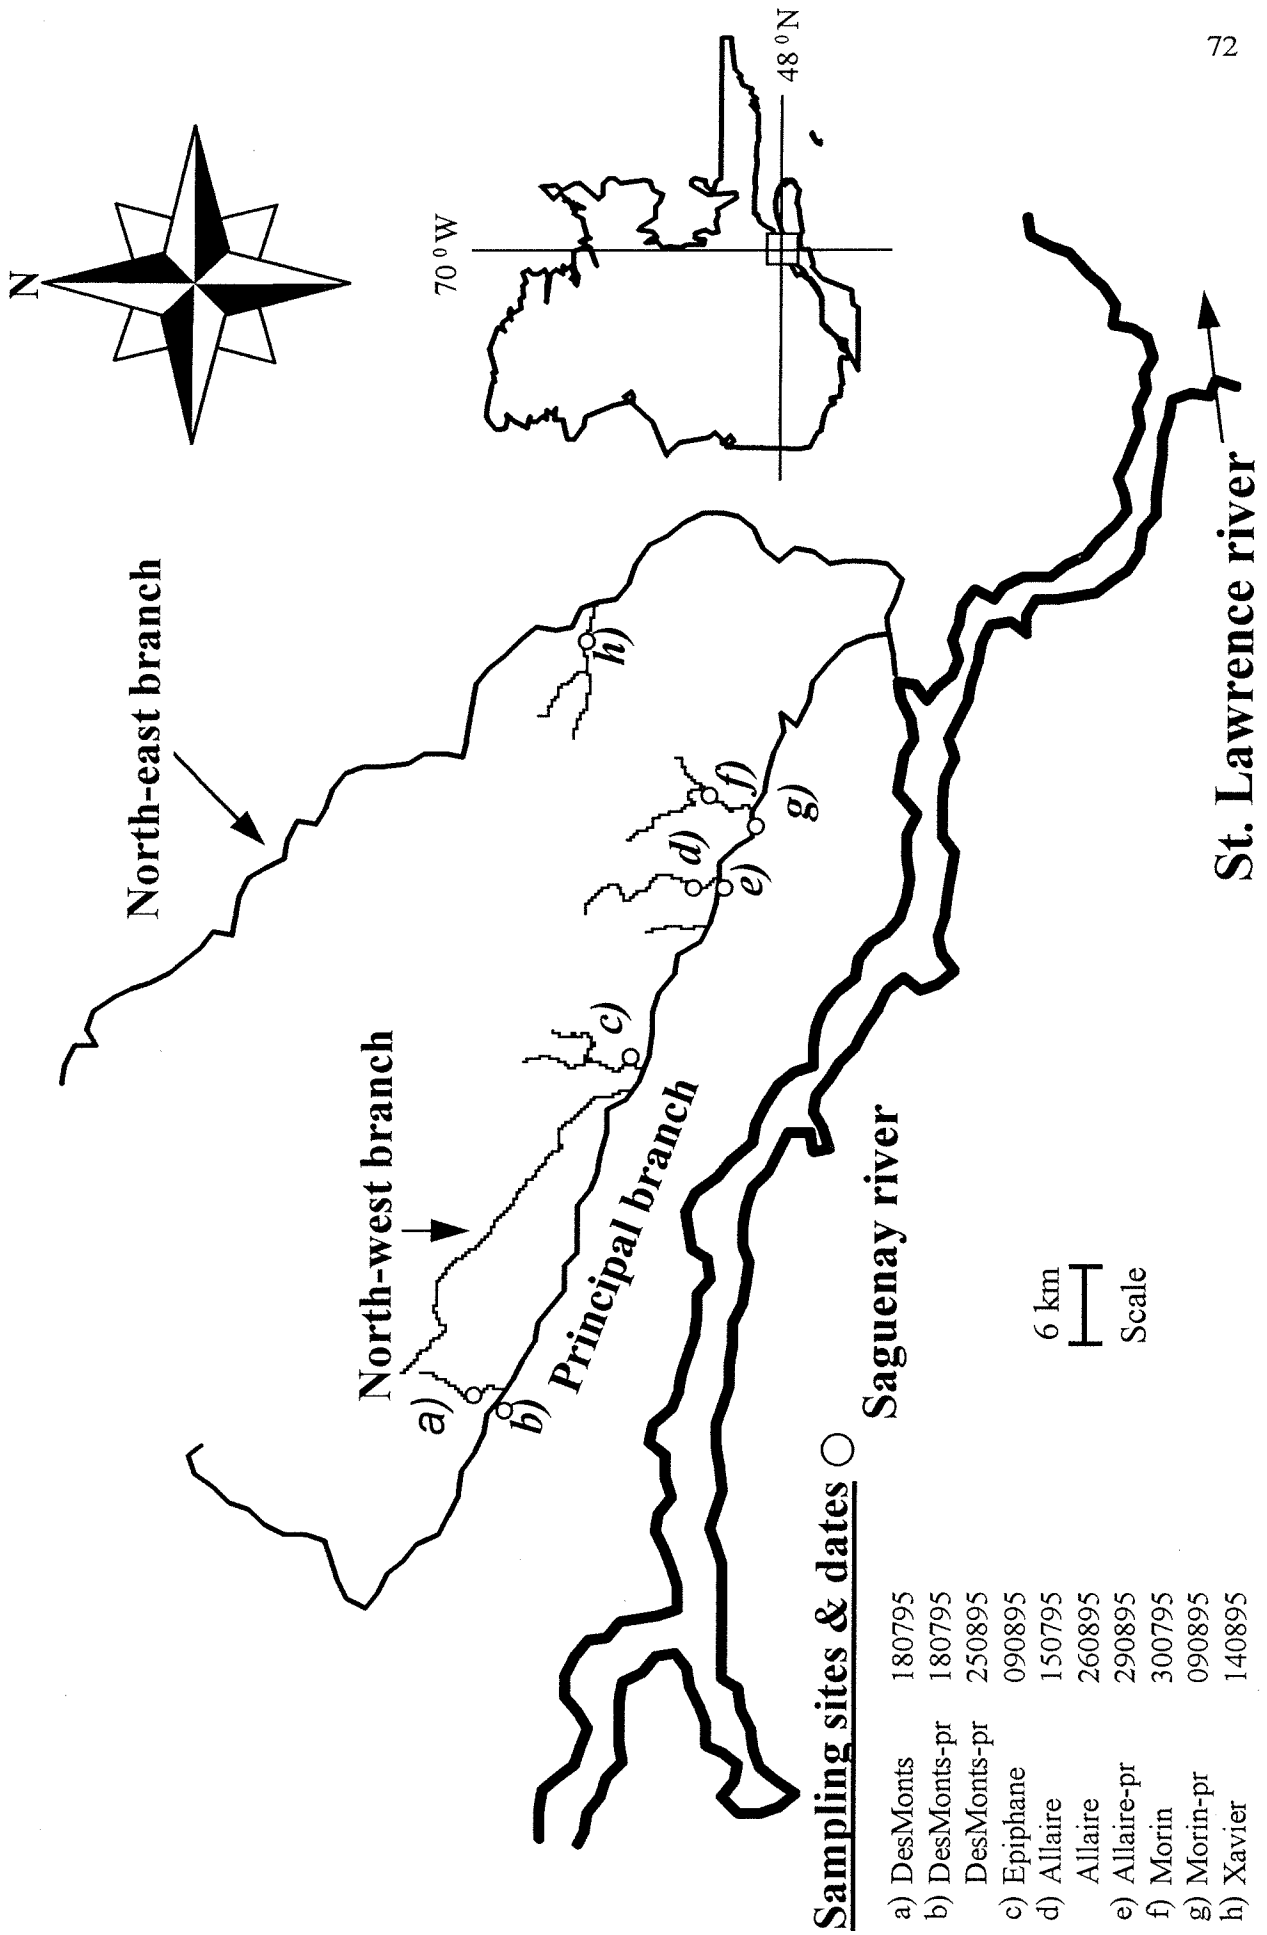 N
70 ⁰ W
48 ⁰ N
North-east branch
North-west branch
Principal branch
a)
b)
c)
d)
e)
f)
g)
h)
Saguenay river
St. Lawrence river
6 km
Scale
Sampling sites & dates
a) DesMonts 180795
b) DesMonts-pr 180795
DesMonts-pr 250895
c) Epiphane 090895
d) Allaire 150795
Allaire 260895
e) Allaire-pr 290895
f) Morin 300795
g) Morin-pr 090895
h) Xavier 140895
72